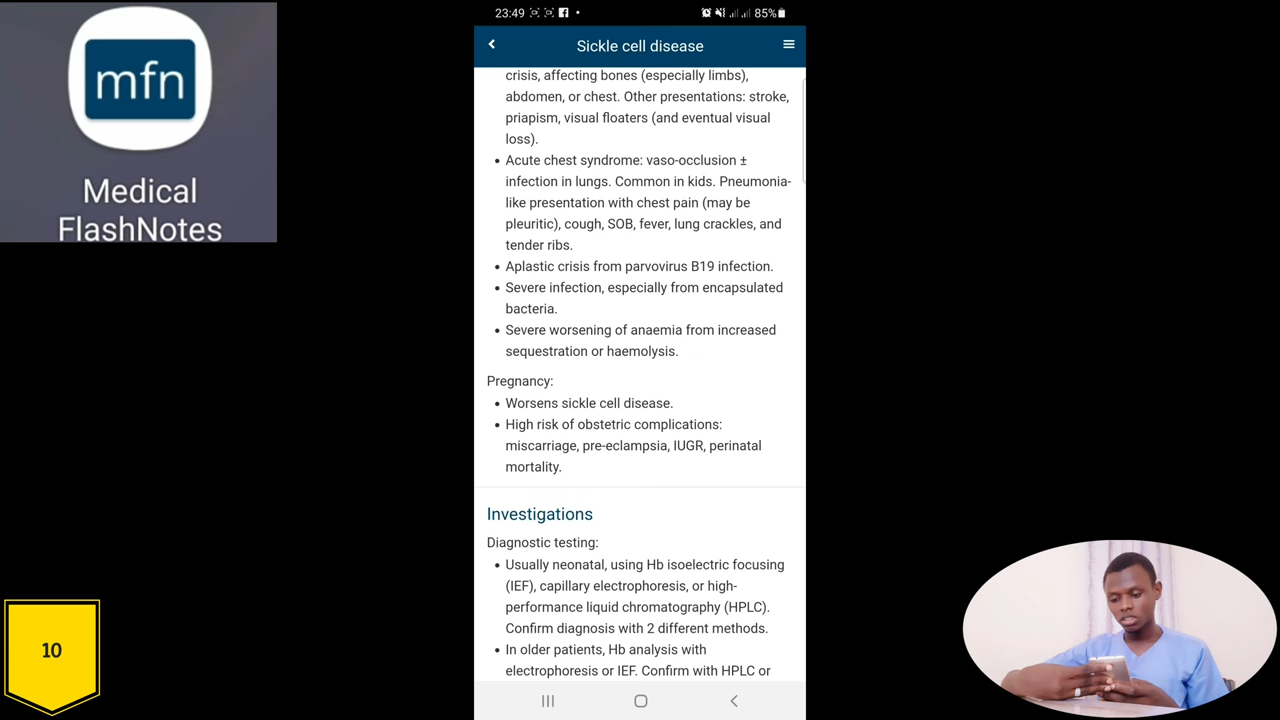 mfn
Medical
FlashNotes
23:49
85%
Sickle cell disease
crisis, affecting bones (especially limbs),
abdomen, or chest. Other presentations: stroke,
priapism, visual floaters (and eventual visual
loss).
• Acute chest syndrome: vaso-occlusion ±
infection in lungs. Common in kids. Pneumonia-
like presentation with chest pain (may be
pleuritic), cough, SOB, fever, lung crackles, and
tender ribs.
• Aplastic crisis from parvovirus B19 infection.
• Severe infection, especially from encapsulated
bacteria.
• Severe worsening of anaemia from increased
sequestration or haemolysis.
Pregnancy:
• Worsens sickle cell disease.
• High risk of obstetric complications:
miscarriage, pre-eclampsia, IUGR, perinatal
mortality.
Investigations
Diagnostic testing:
• Usually neonatal, using Hb isoelectric focusing
(IEF), capillary electrophoresis, or high-
performance liquid chromatography (HPLC).
Confirm diagnosis with 2 different methods.
• In older patients, Hb analysis with
electrophoresis or IEF. Confirm with HPLC or
10